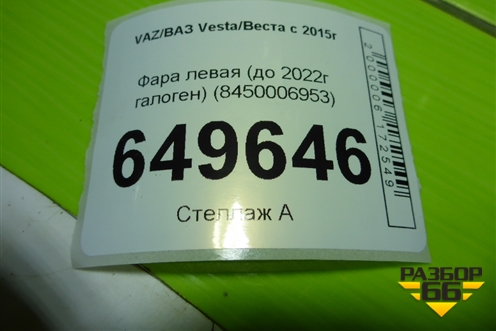 VAZ/ВАЗ Vesta/Веста с 2015г
Фара левая (до 2022г
галоген) (8450006953)
649646
Стеллаж А
2000006172549
РАЗБОР
66